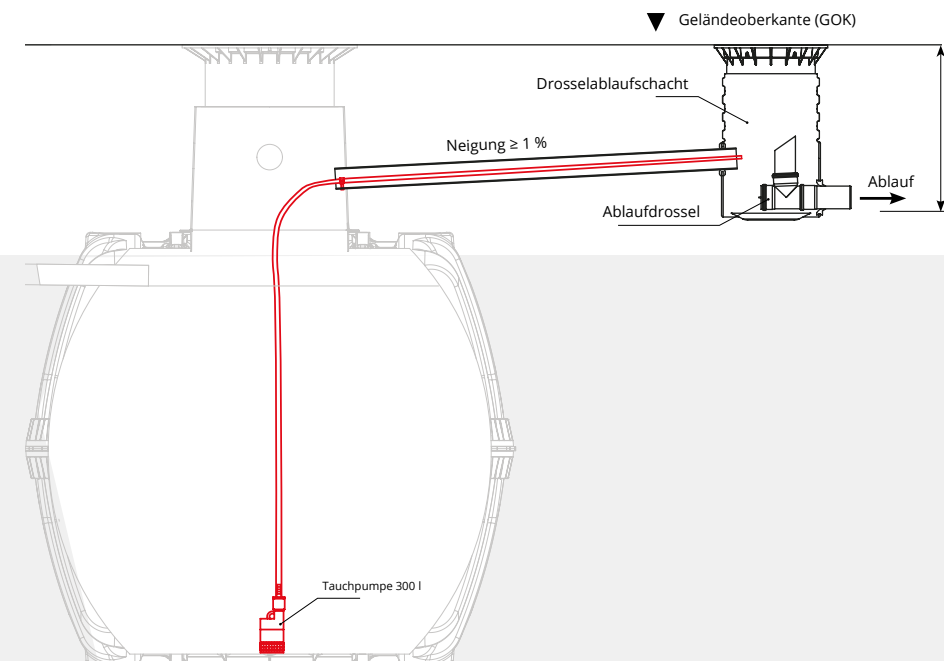 Geländeoberkante (GOK)
Drosselablaufschacht
Neigung ≥ 1 %
Ablauf
Ablaufdrossel
Tauchpumpe 300 l